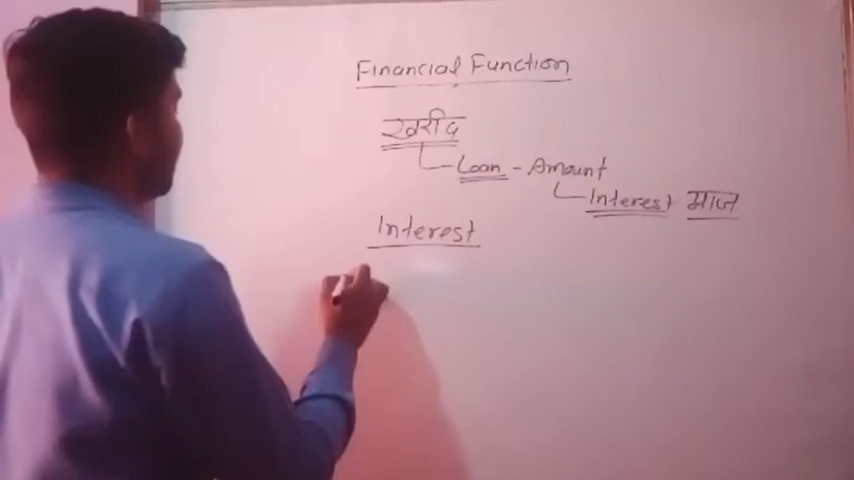 Financial Function
खरीद
Loan - Amount
Interest माज
Interest